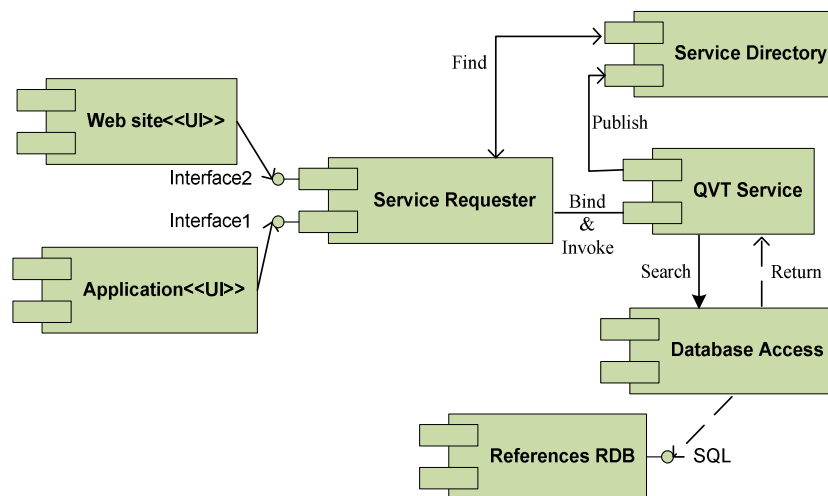 Service Directory
Find
Web site<<UI>>
Publish
Interface2
Service Requester
QVT Service
Bind
&
Invoke
Interface1
Application<<UI>>
Search
Return
Database Access
References RDB
SQL